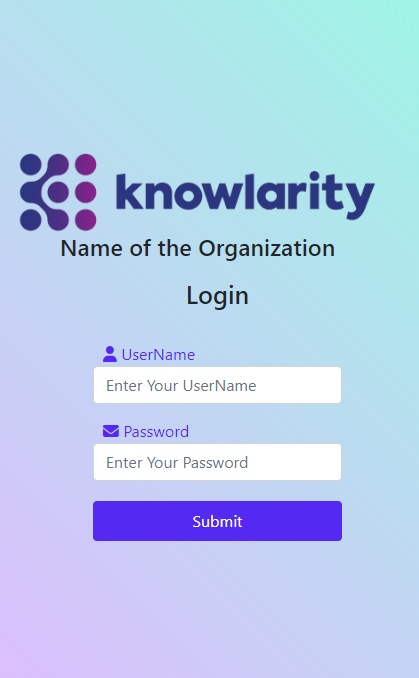 knowlarity
Name of the Organization
Login
UserName
Enter Your UserName
Password
Enter Your Password
Submit